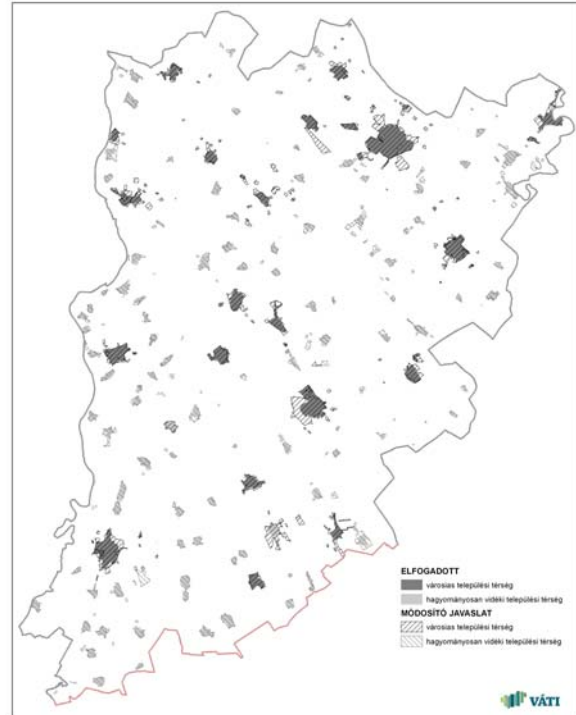 ELFOGADOTT
városias települési térség
hagyományosan vidéki települési térség
MÓDOSÍTÓ JAVASLAT
városias települési térség
hagyományosan vidéki települési térség
VÁTI